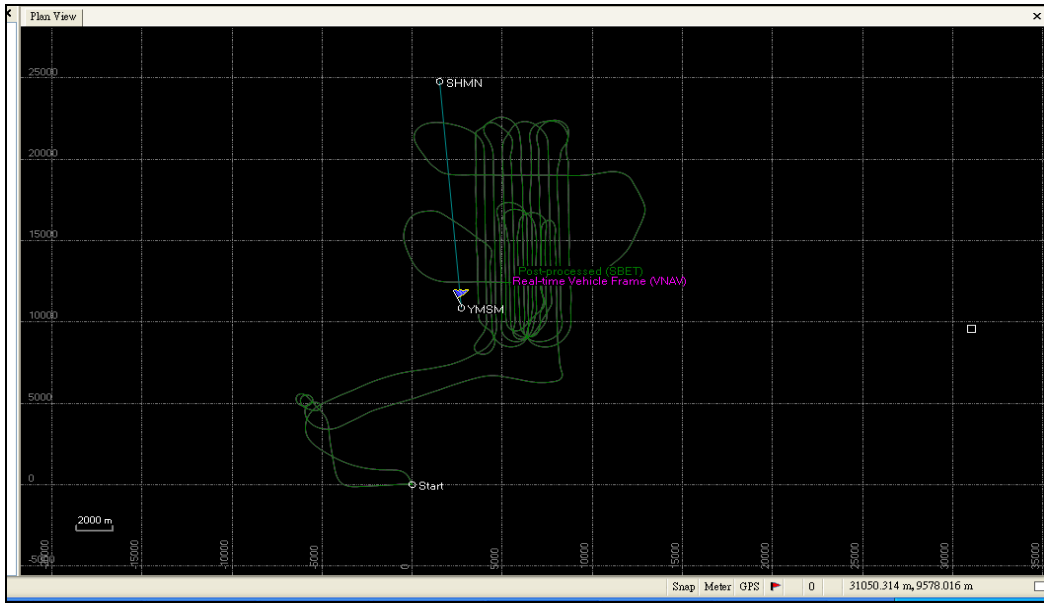 Plan View
25000
SHMN
20000
15000
Post-processed (SBET)
Real-time Vehicle Frame (VNAV)
10000
YMSM
5000
0
Start
2000 m
-5000
-20000
-15000
-10000
-5000
0
5000
10000
15000
20000
25000
30000
35000
Snap Meter GPS 0 31050.314 m, 9578.016 m